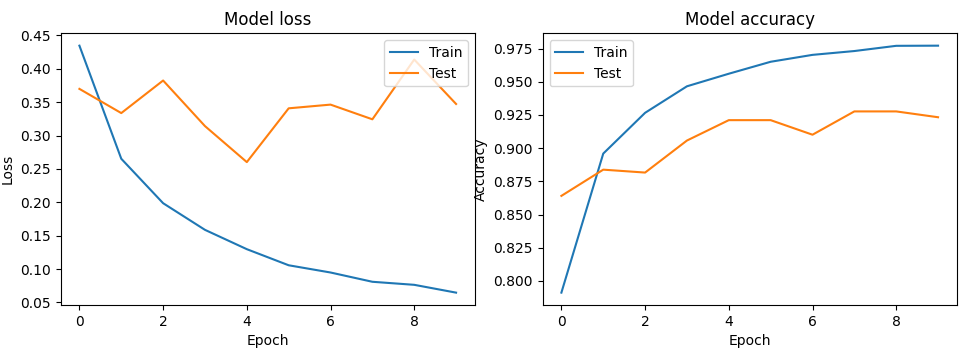 Model loss
0.45
0.40
0.35
0.30
0.25
0.20
0.15
0.10
0.05
Loss
0
2
4
6
8
Epoch
Train
Test
Model accuracy
0.975
0.950
0.925
0.900
0.875
0.850
0.825
0.800
Accuracy
0
2
4
6
8
Epoch
Train
Test